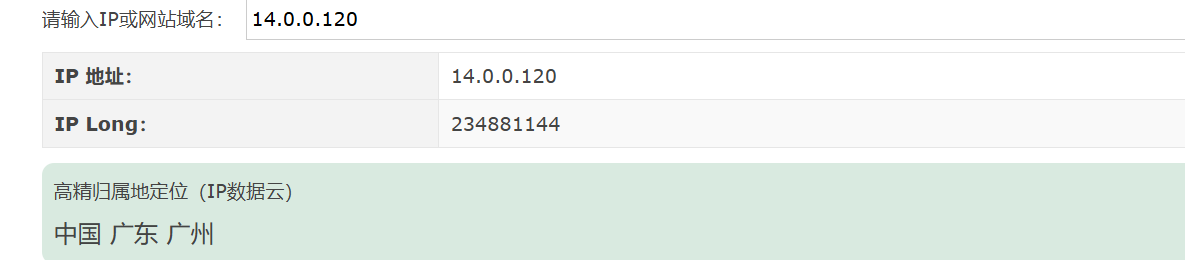 请输入IP或网站域名： 14.0.0.120
IP 地址： 14.0.0.120
IP Long： 234881144
高精归属地定位（IP数据云）
中国 广东 广州